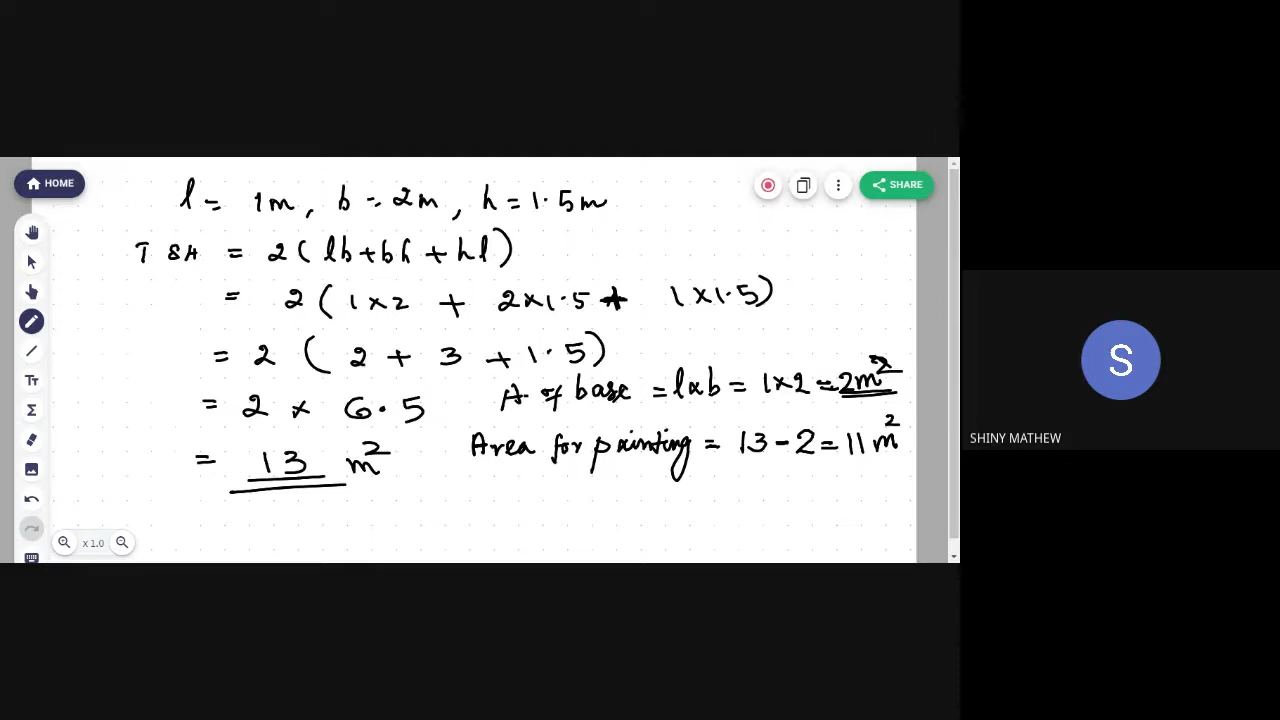 HOME
SHARE
l = 1m, b = 2m, h = 1.5m
TSA = 2(lb+bh+hl)
= 2(1×2 + 2×1.5 + 1×1.5)
= 2 (2 + 3 + 1.5)
= 2 × 6.5
= 13 m²
A. of base = l×b = 1×2 = 2m²
Area for painting = 13-2 = 11m²
Tт
Σ
x 1.0
S
SHINY MATHEW